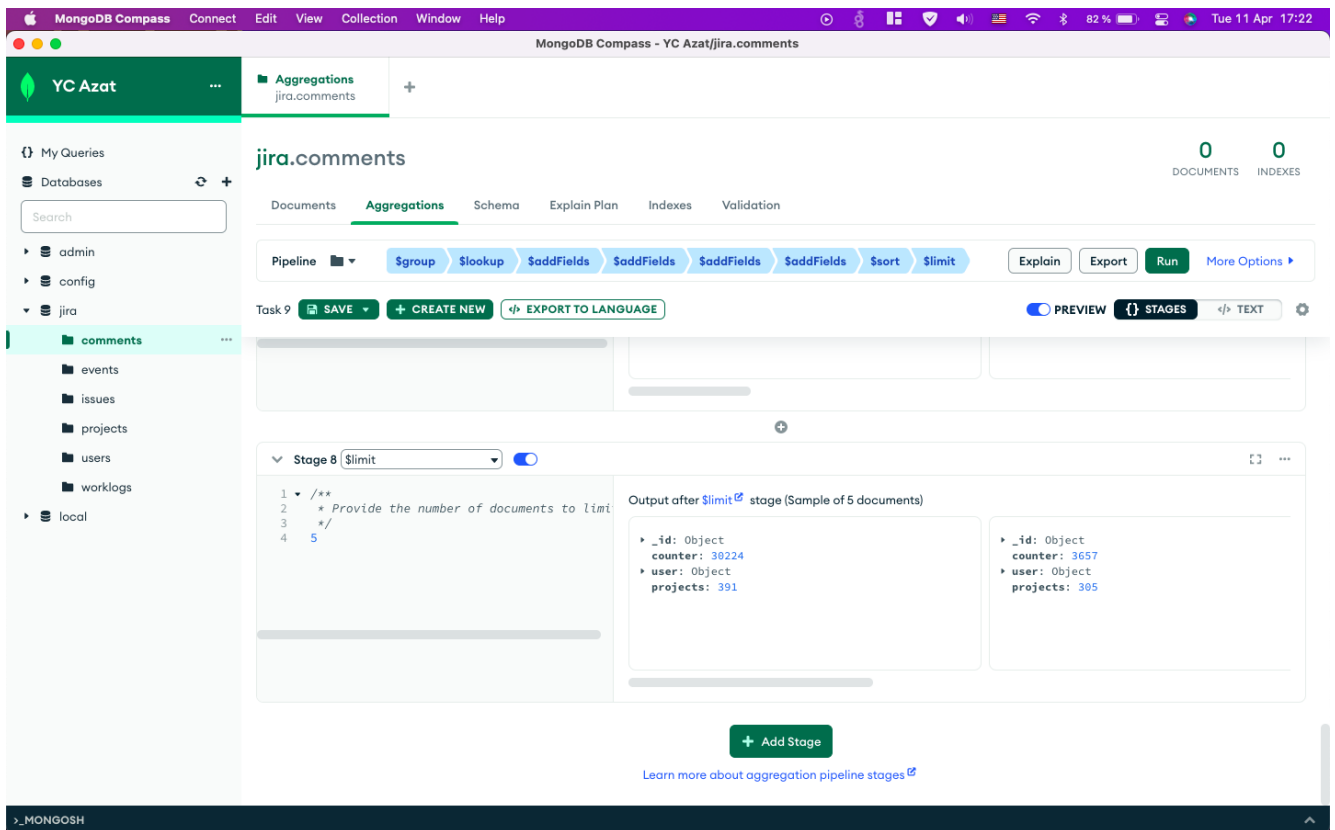 MongoDB Compass Connect Edit View Collection Window Help 82 % Tue 11 Apr 17:22
MongoDB Compass - YC Azat/jira.comments
YC Azat ...
Aggregations
jira.comments
+
{} My Queries
Databases
Search
admin
config
jira
comments ...
events
issues
projects
users
worklogs
local
jira.comments
0 0
DOCUMENTS INDEXES
Documents Aggregations Schema Explain Plan Indexes Validation
Pipeline $group $lookup $addFields $addFields $addFields $addFields $sort $limit Explain Export Run More Options
Task 9 SAVE + CREATE NEW </> EXPORT TO LANGUAGE PREVIEW {} STAGES </> TEXT
Stage 8 $limit ...
1 /**
2 * Provide the number of documents to limi
3 */
4 5
Output after $limit stage (Sample of 5 documents)
_id: Object
counter: 30224
user: Object
projects: 391
_id: Object
counter: 3657
user: Object
projects: 305
+ Add Stage
Learn more about aggregation pipeline stages
>_MONGOSH